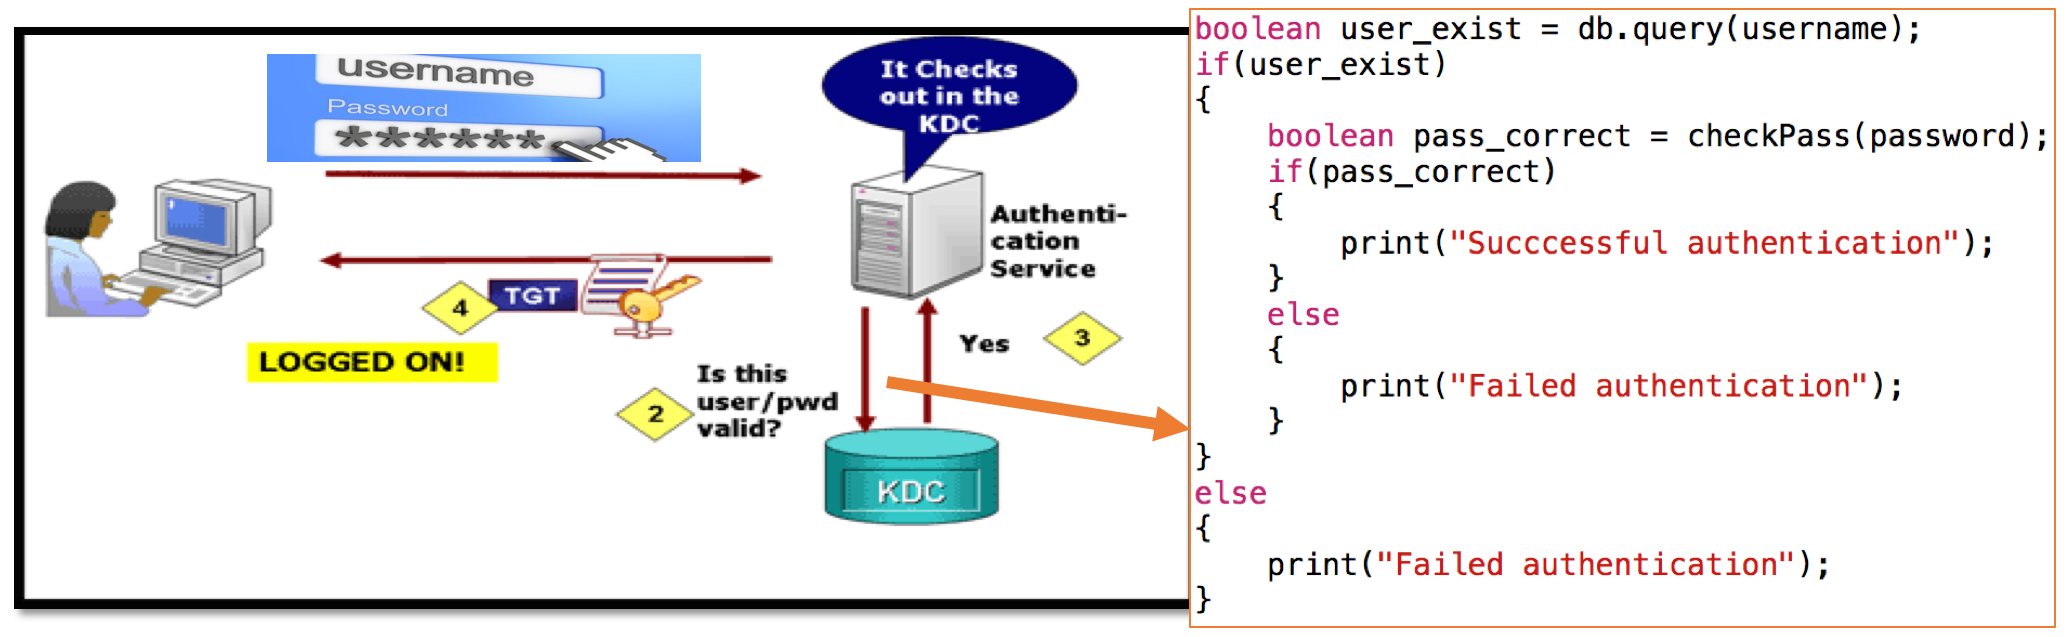 username
Password
******
It Checks
out in the
KDC
Authenti-
cation
Service
4
TGT
LOGGED ON!
Yes
3
2
Is this
user/pwd
valid?
KDC
boolean user_exist = db.query(username);
if(user_exist)
{
boolean pass_correct = checkPass(password);
if(pass_correct)
{
print("Succcessful authentication");
}
else
{
print("Failed authentication");
}
}
else
{
print("Failed authentication");
}